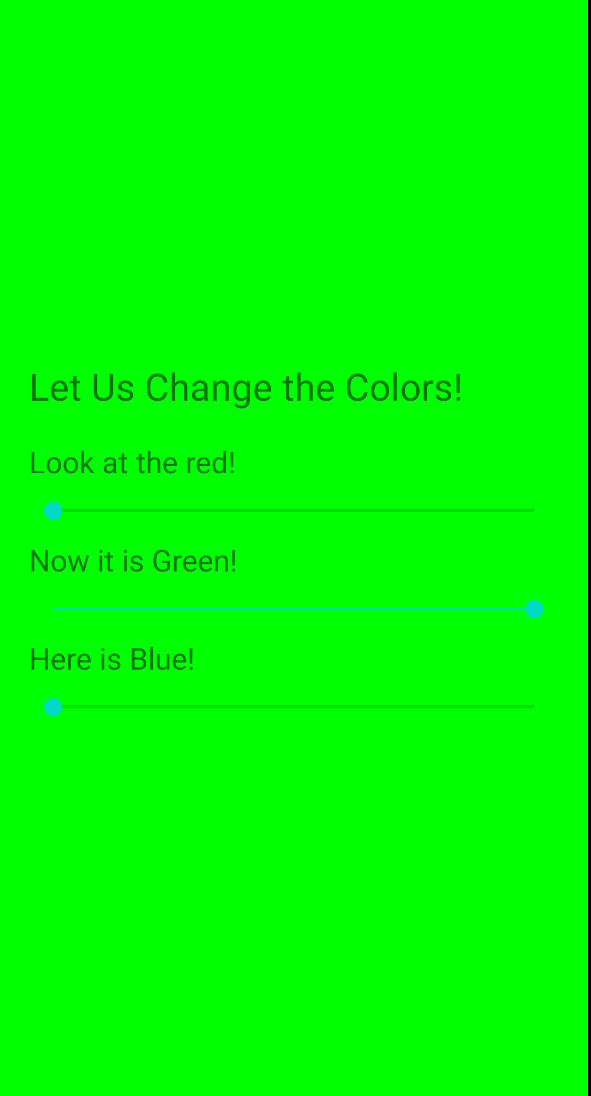 Let Us Change the Colors!
Look at the red!
Now it is Green!
Here is Blue!